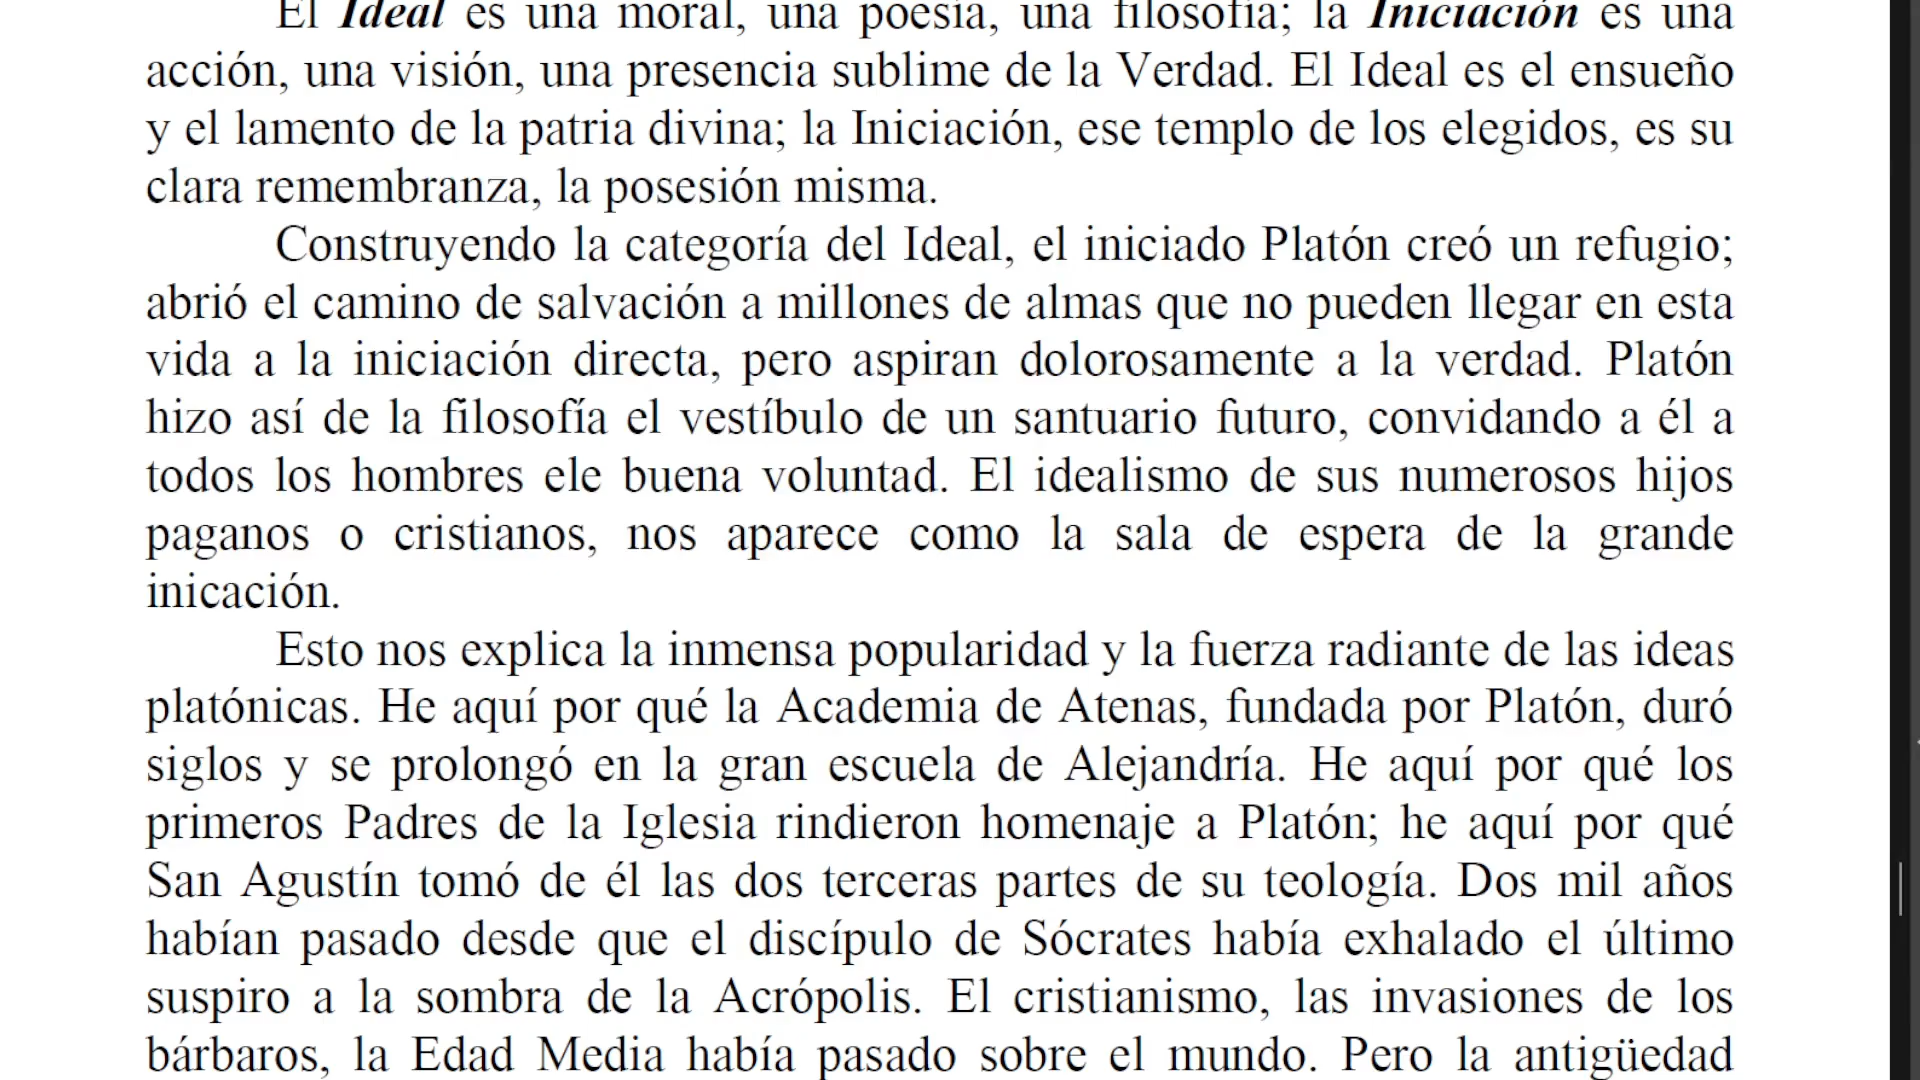 El Ideal es una moral, una poesía, una filosofía; la Iniciación es una
acción, una visión, una presencia sublime de la Verdad. El Ideal es el ensueño
y el lamento de la patria divina; la Iniciación, ese templo de los elegidos, es su
clara remembranza, la posesión misma.
Construyendo la categoría del Ideal, el iniciado Platón creó un refugio;
abrió el camino de salvación a millones de almas que no pueden llegar en esta
vida a la iniciación directa, pero aspiran dolorosamente a la verdad. Platón
hizo así de la filosofía el vestíbulo de un santuario futuro, convidando a él a
todos los hombres ele buena voluntad. El idealismo de sus numerosos hijos
paganos o cristianos, nos aparece como la sala de espera de la grande
inicación.
Esto nos explica la inmensa popularidad y la fuerza radiante de las ideas
platónicas. He aquí por qué la Academia de Atenas, fundada por Platón, duró
siglos y se prolongó en la gran escuela de Alejandría. He aquí por qué los
primeros Padres de la Iglesia rindieron homenaje a Platón; he aquí por qué
San Agustín tomó de él las dos terceras partes de su teología. Dos mil años
habían pasado desde que el discípulo de Sócrates había exhalado el último
suspiro a la sombra de la Acrópolis. El cristianismo, las invasiones de los
bárbaros, la Edad Media había pasado sobre el mundo. Pero la antigüedad